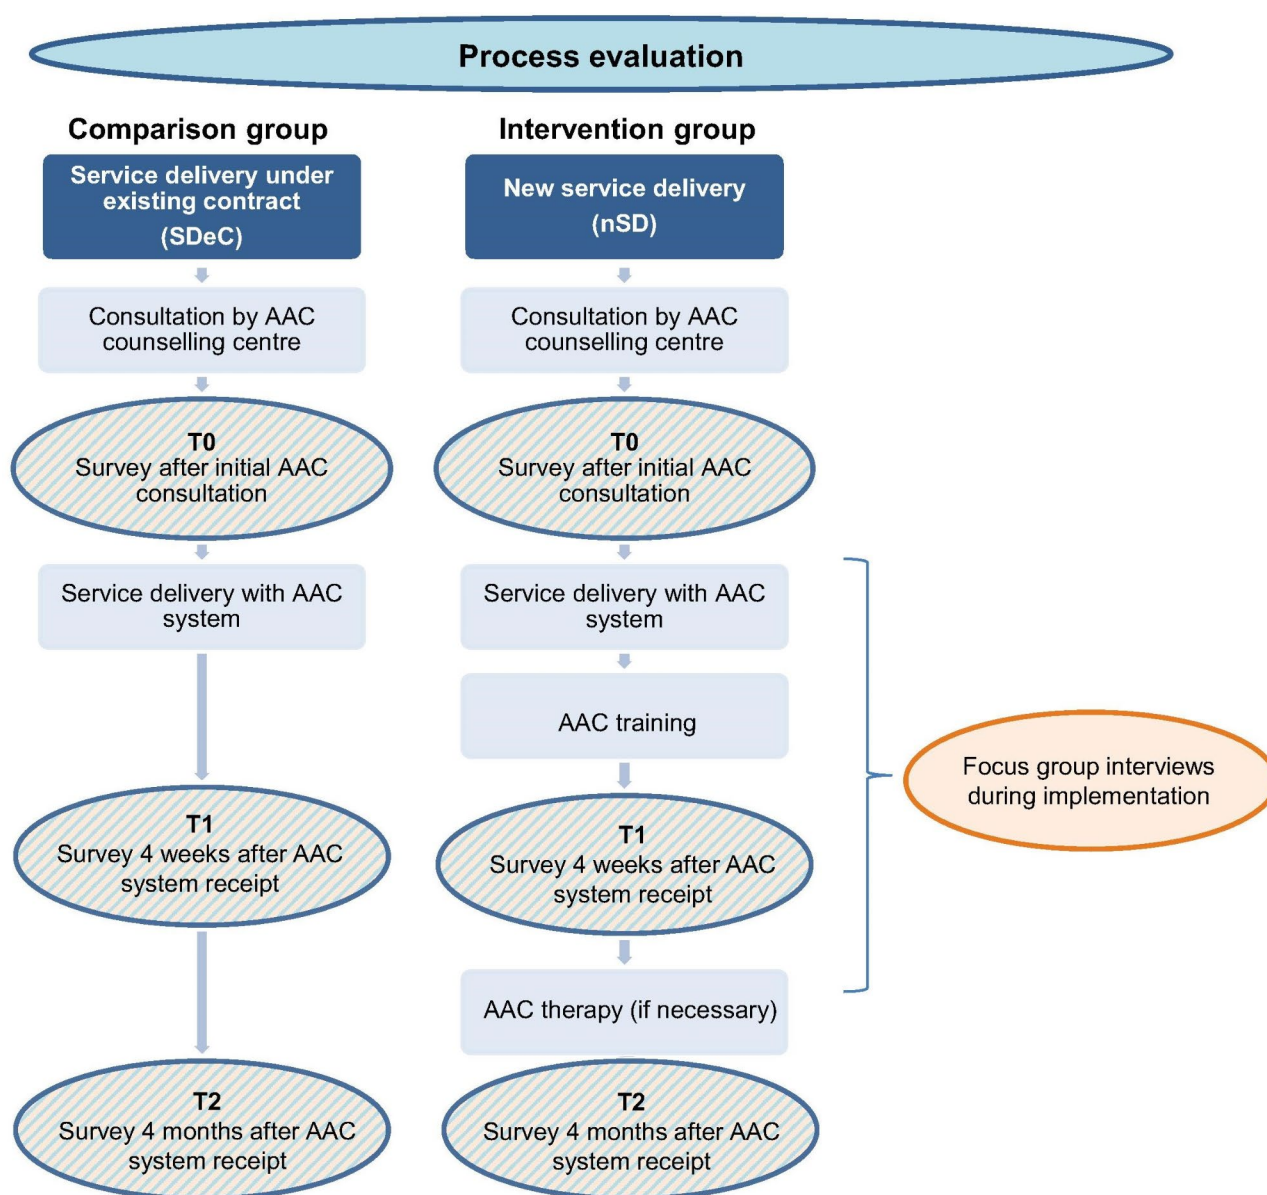 Process evaluation
Comparison group
Service delivery under
existing contract
(SDeC)
Consultation by AAC
counselling centre
T0
Survey after initial AAC
consultation
Service delivery with AAC
system
T1
Survey 4 weeks after AAC
system receipt
T2
Survey 4 months after AAC
system receipt
Intervention group
New service delivery
(nSD)
Consultation by AAC
counselling centre
T0
Survey after initial AAC
consultation
Service delivery with AAC
system
AAC training
T1
Survey 4 weeks after AAC
system receipt
AAC therapy (if necessary)
T2
Survey 4 months after AAC
system receipt
Focus group interviews
during implementation